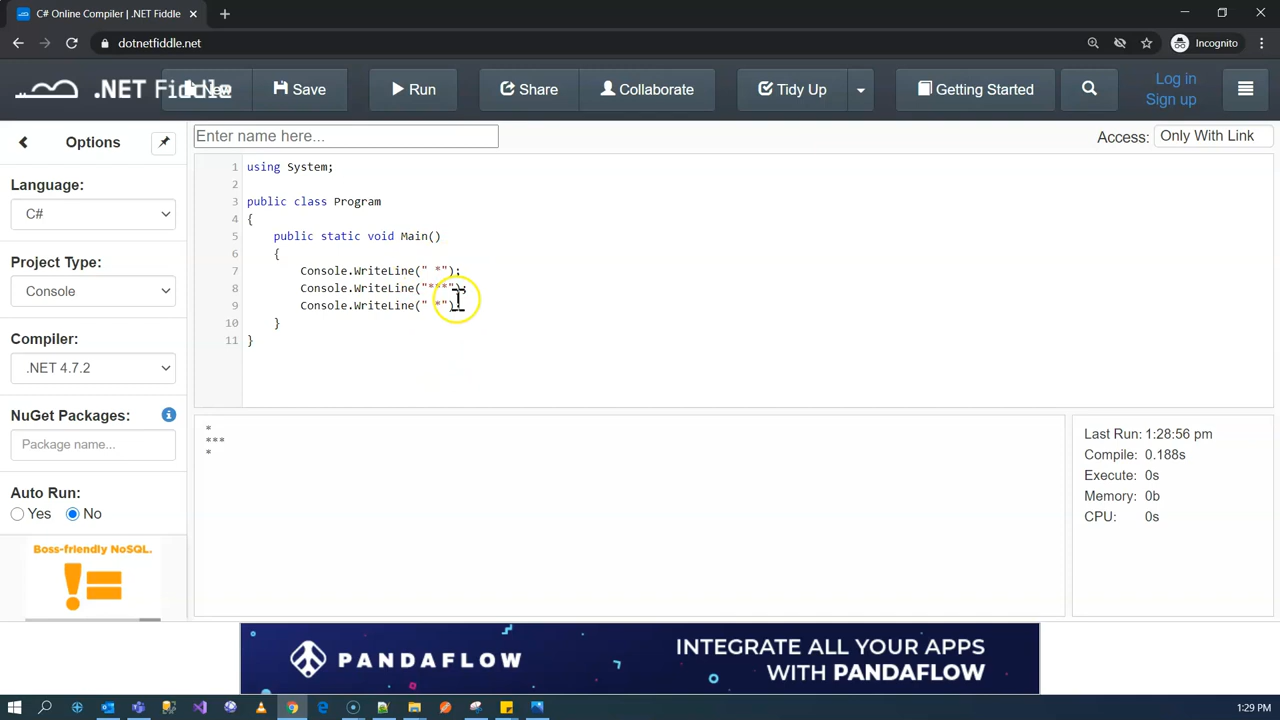 C# Online Compiler | .NET Fiddle
dotnetfiddle.net
Incognito
.NET Fiddle
Save
Run
Share
Collaborate
Tidy Up
Getting Started
Log in
Sign up
Options
Enter name here...
Access: Only With Link
Language:
C#
Project Type:
Console
Compiler:
.NET 4.7.2
NuGet Packages:
Package name...
Auto Run:
Yes No
Boss-friendly NoSQL.
!=
1 using System;
2
3 public class Program
4 {
5 public static void Main()
6 {
7 Console.WriteLine(" *");
8 Console.WriteLine("***");
9 Console.WriteLine(" *")
10 }
11 }
*
***
*
Last Run: 1:28:56 pm
Compile: 0.188s
Execute: 0s
Memory: 0b
CPU: 0s
PANDAFLOW
INTEGRATE ALL YOUR APPS
WITH PANDAFLOW
1:29 PM